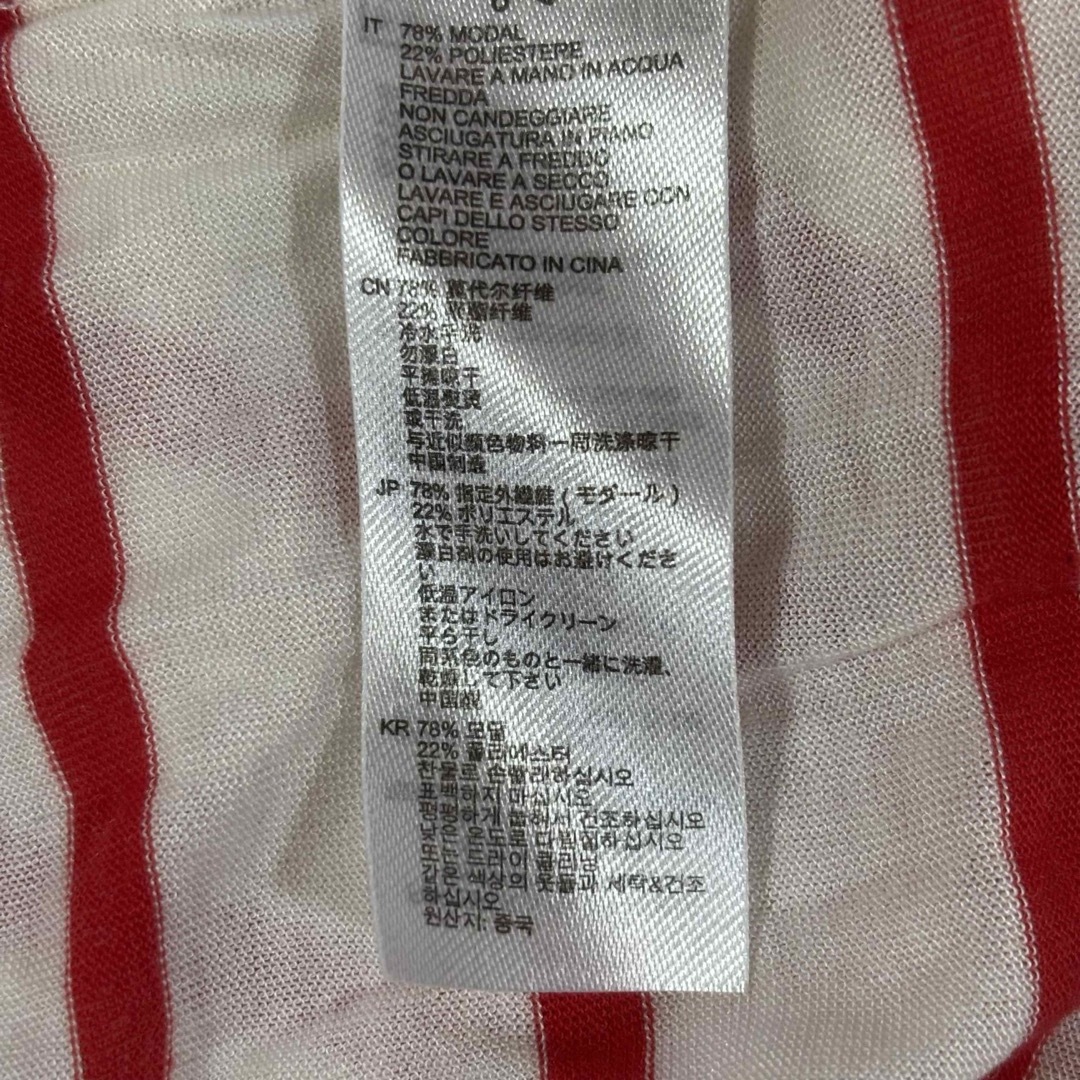 IT 78% MODAL
22% POLIESTERE
LAVARE A MANO IN ACQUA
FREDDA
NON CANDEGGIARE
ASCIUGATURA IN PIANO
STIRARE A FREDDO
O LAVARE A SECCO
LAVARE E ASCIUGARE CON
CAPI DELLO STESSO
COLORE
FABBRICATO IN CINA
CN 78% 莫代尔纤维
22% 聚酯纤维
冷水手洗
勿漂白
平摊晾干
低温熨烫
或干洗
与近似颜色物料一同洗涤晾干
中国制造
JP 78% 指定外繊維 ( モダール )
22% ポリエステル
水で手洗いしてください
漂白剤の使用はお避けくださ
い
低温アイロン
またはドライクリーン
平ら干し
同系色のものと一緒に洗濯、
乾燥して下さい
中国製
KR 78% 모달
22% 폴리에스터
찬물로 손빨래하십시오
표백하지 마십시오
평평하게 펼쳐서 건조하십시오
낮은 온도로 다림질하십시오
또는 드라이 클리닝
같은 색상의 옷들과 세탁&건조
하십시오
원산지: 중국